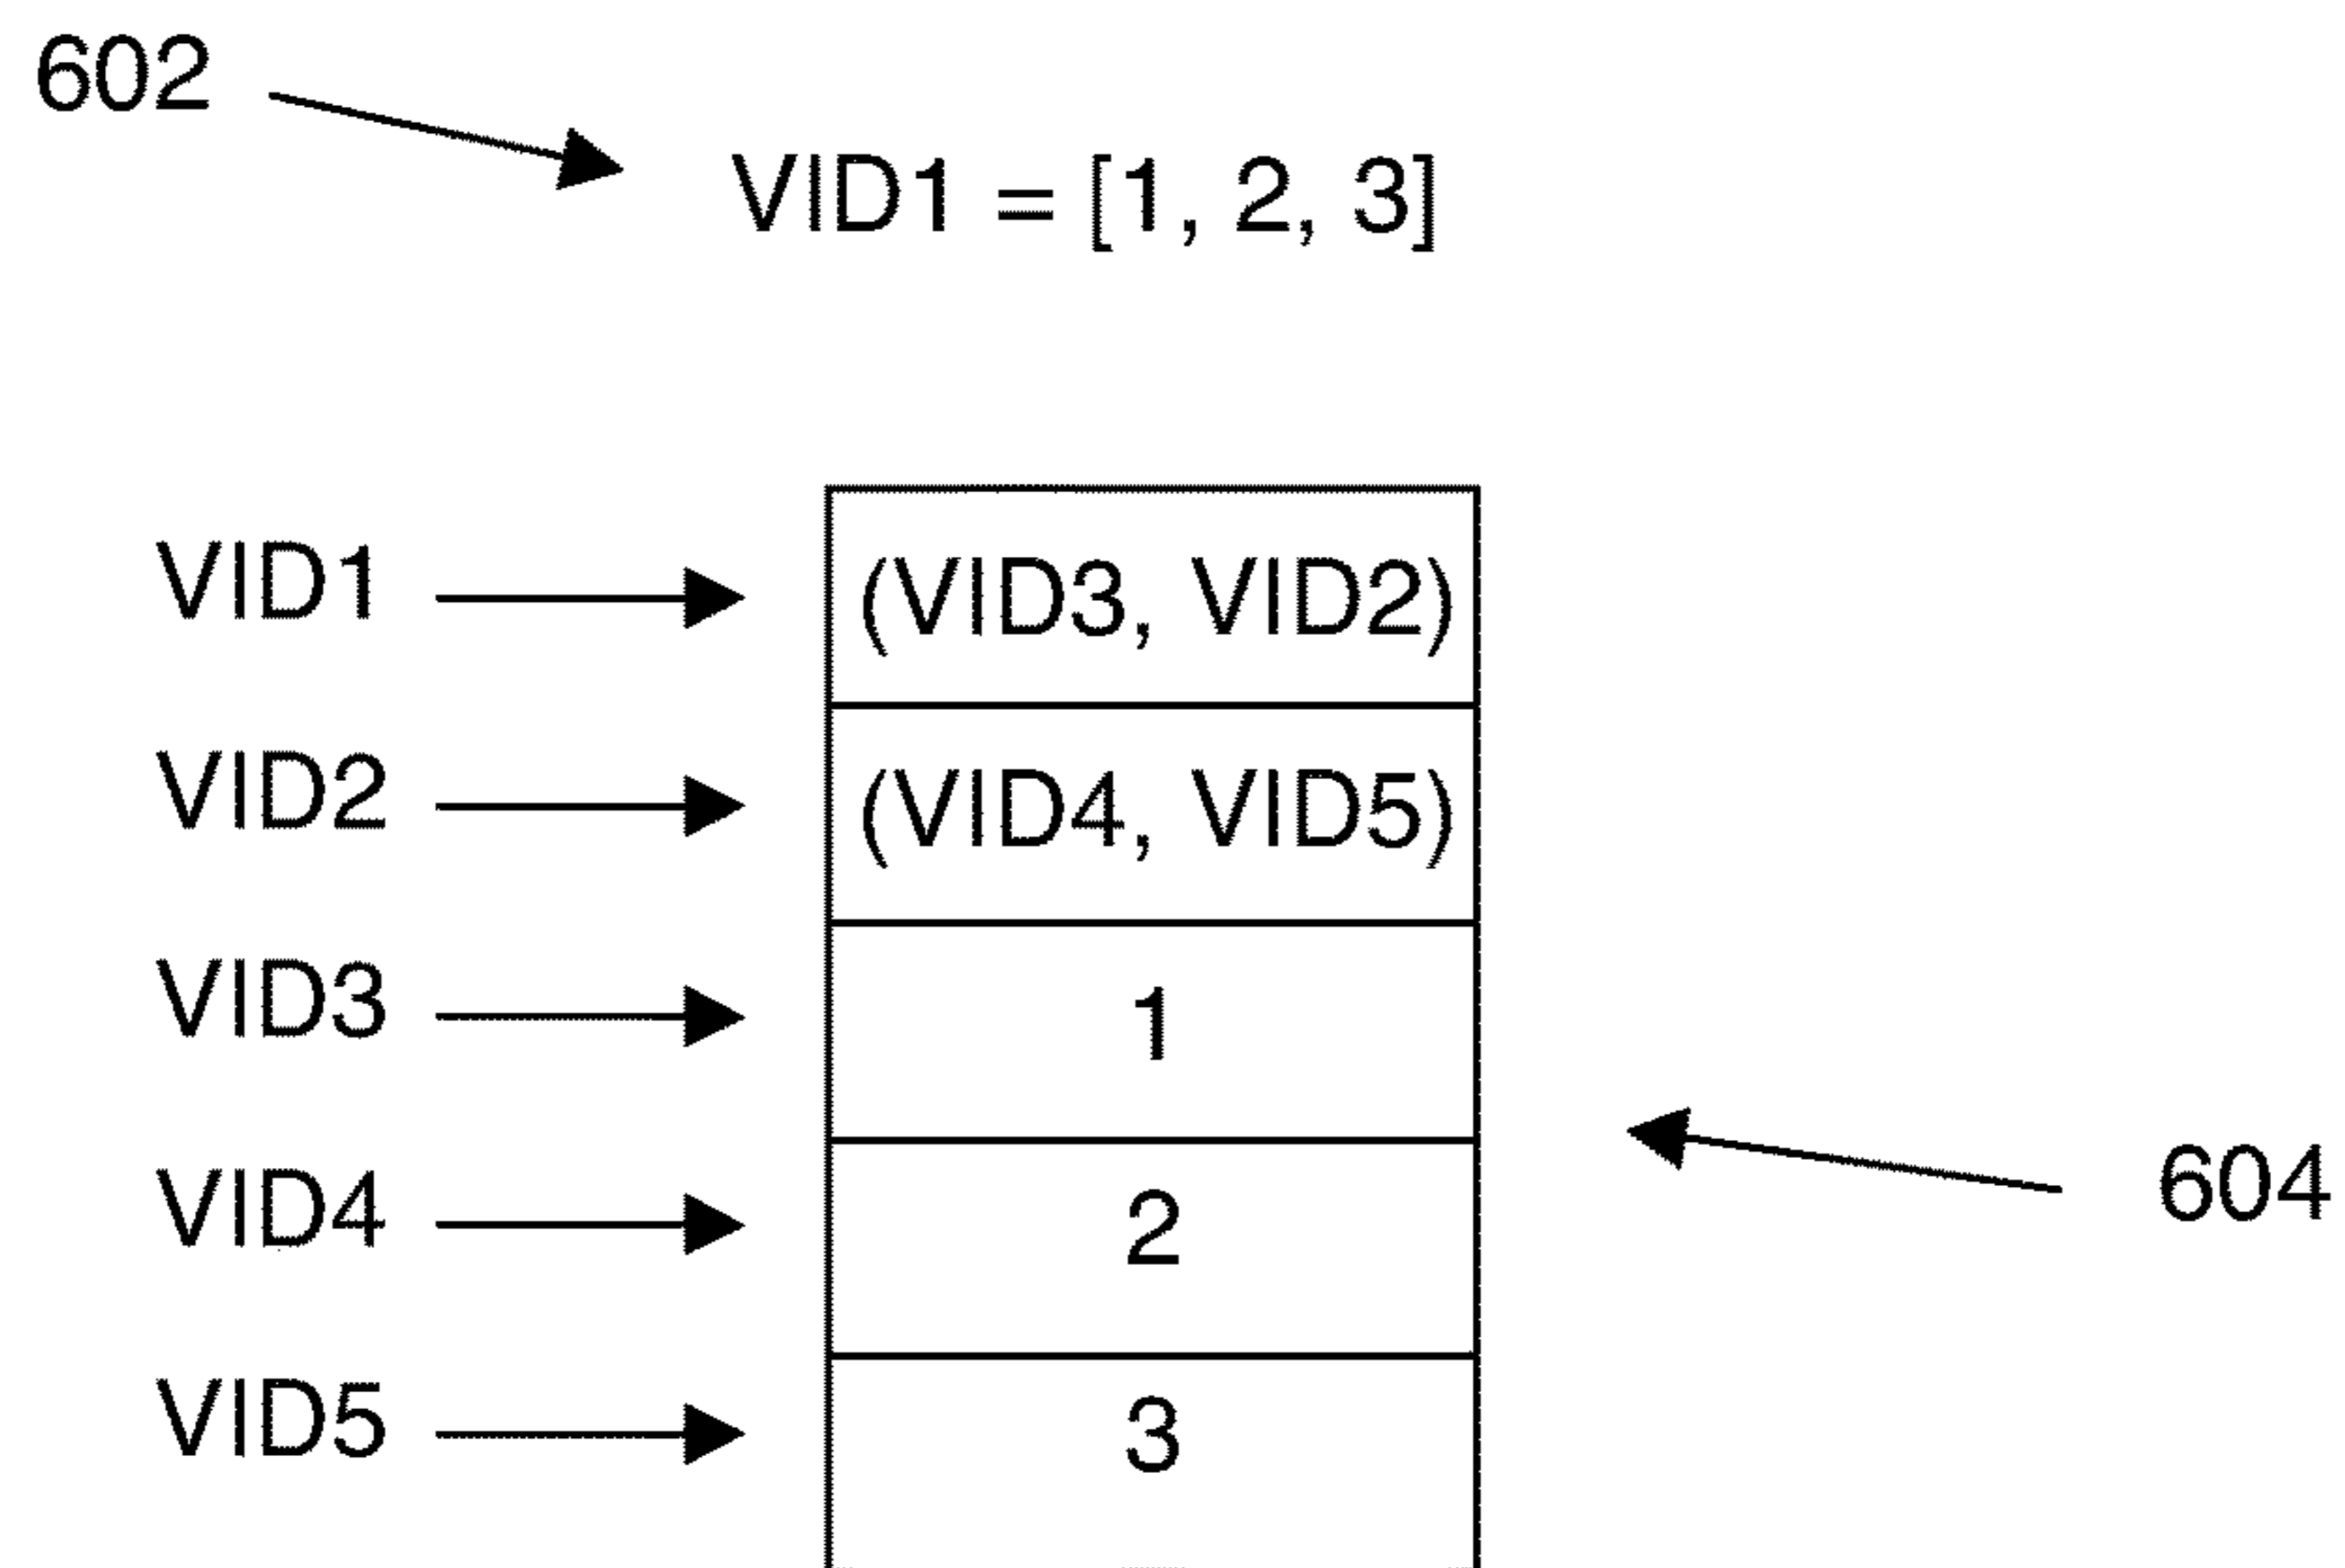 602
VID1 = [1, 2, 3]
VID1 (VID3, VID2)
VID2 (VID4, VID5)
VID3 1
VID4 2
604
VID5 3